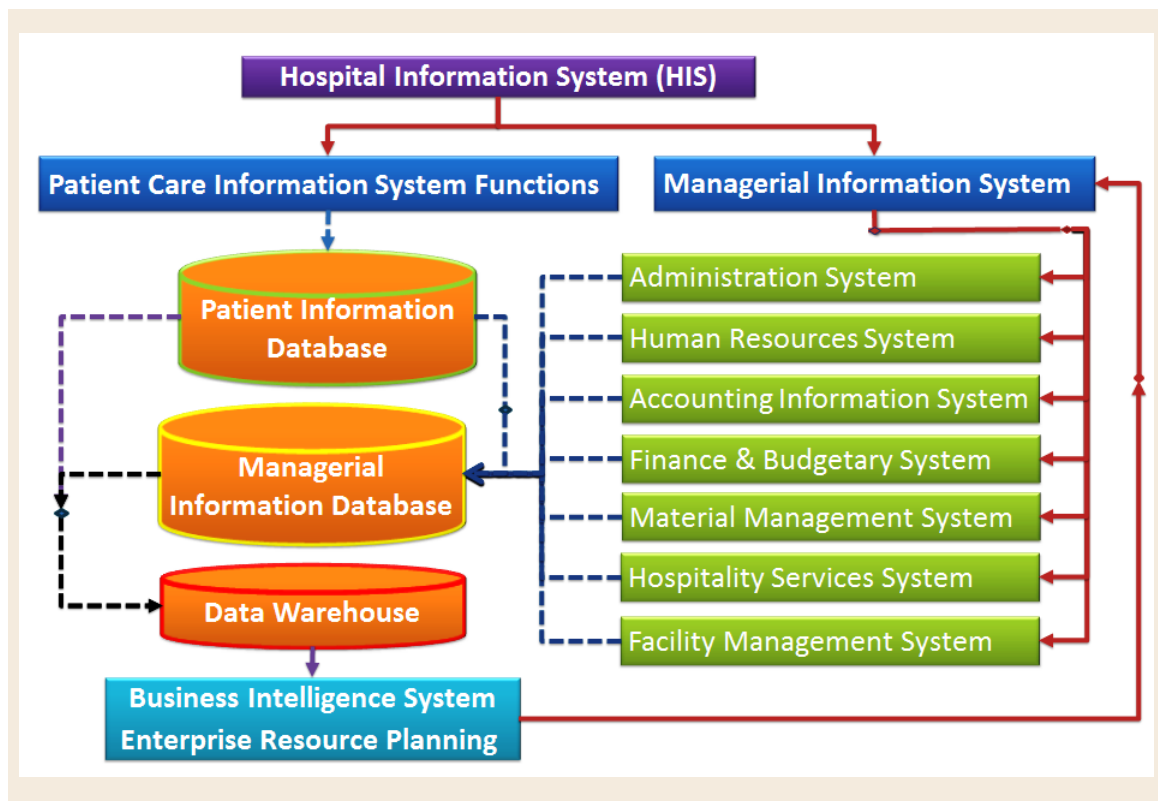 Hospital Information System (HIS)
Patient Care Information System Functions
Managerial Information System
Patient Information
Database
Managerial
Information Database
Data Warehouse
Business Intelligence System
Enterprise Resource Planning
Administration System
Human Resources System
Accounting Information System
Finance & Budgetary System
Material Management System
Hospitality Services System
Facility Management System